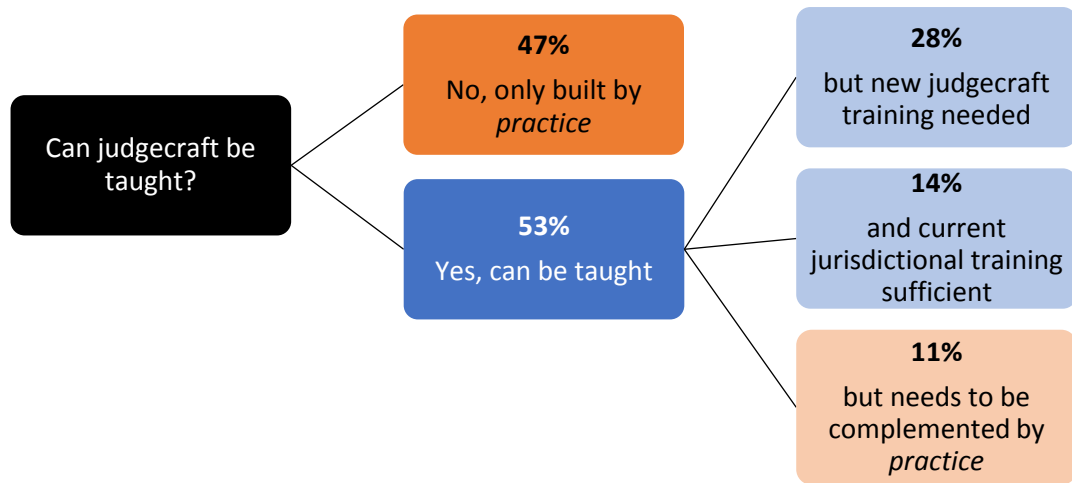 Can judgecraft be
taught?
47%
No, only built by
practice
53%
Yes, can be taught
28%
but new judgecraft
training needed
14%
and current
jurisdictional training
sufficient
11%
but needs to be
complemented by
practice